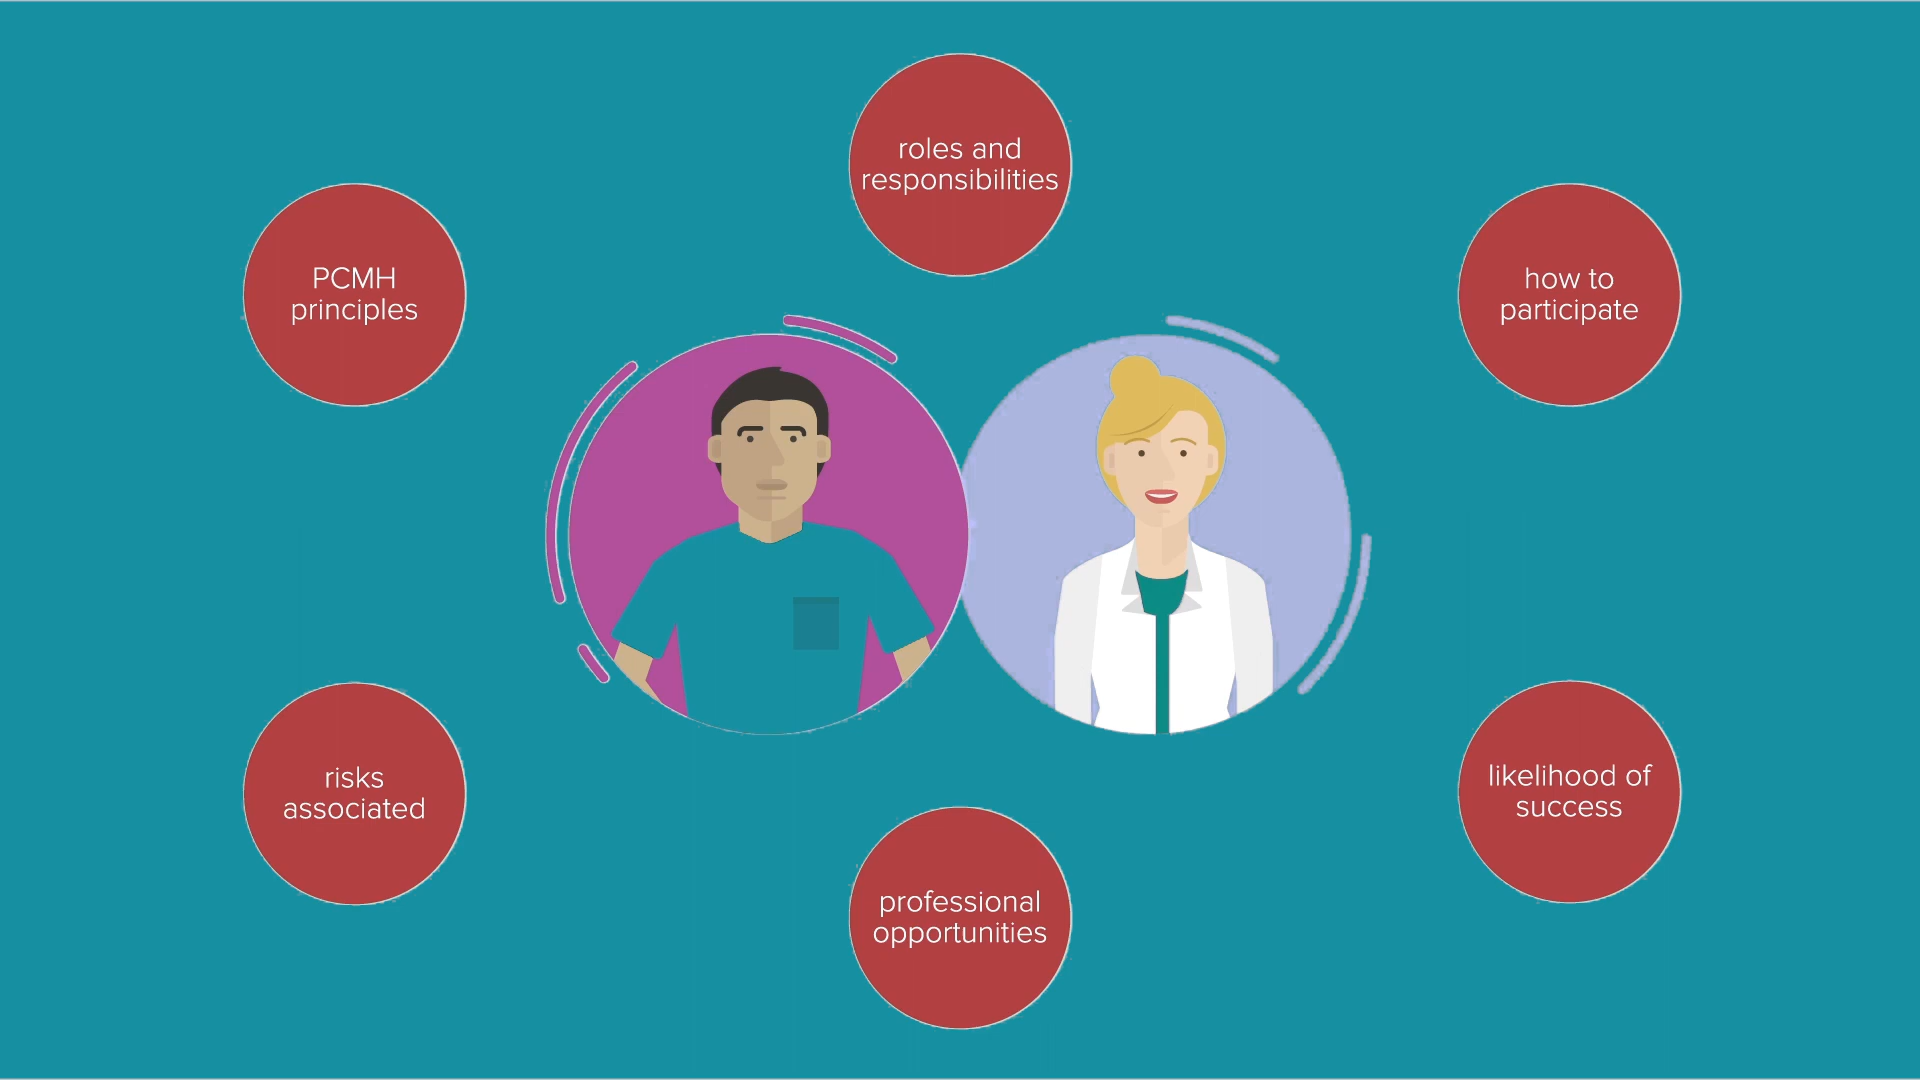 roles and
responsibilities
PCMH
principles
how to
participate
risks
associated
likelihood of
success
professional
opportunities